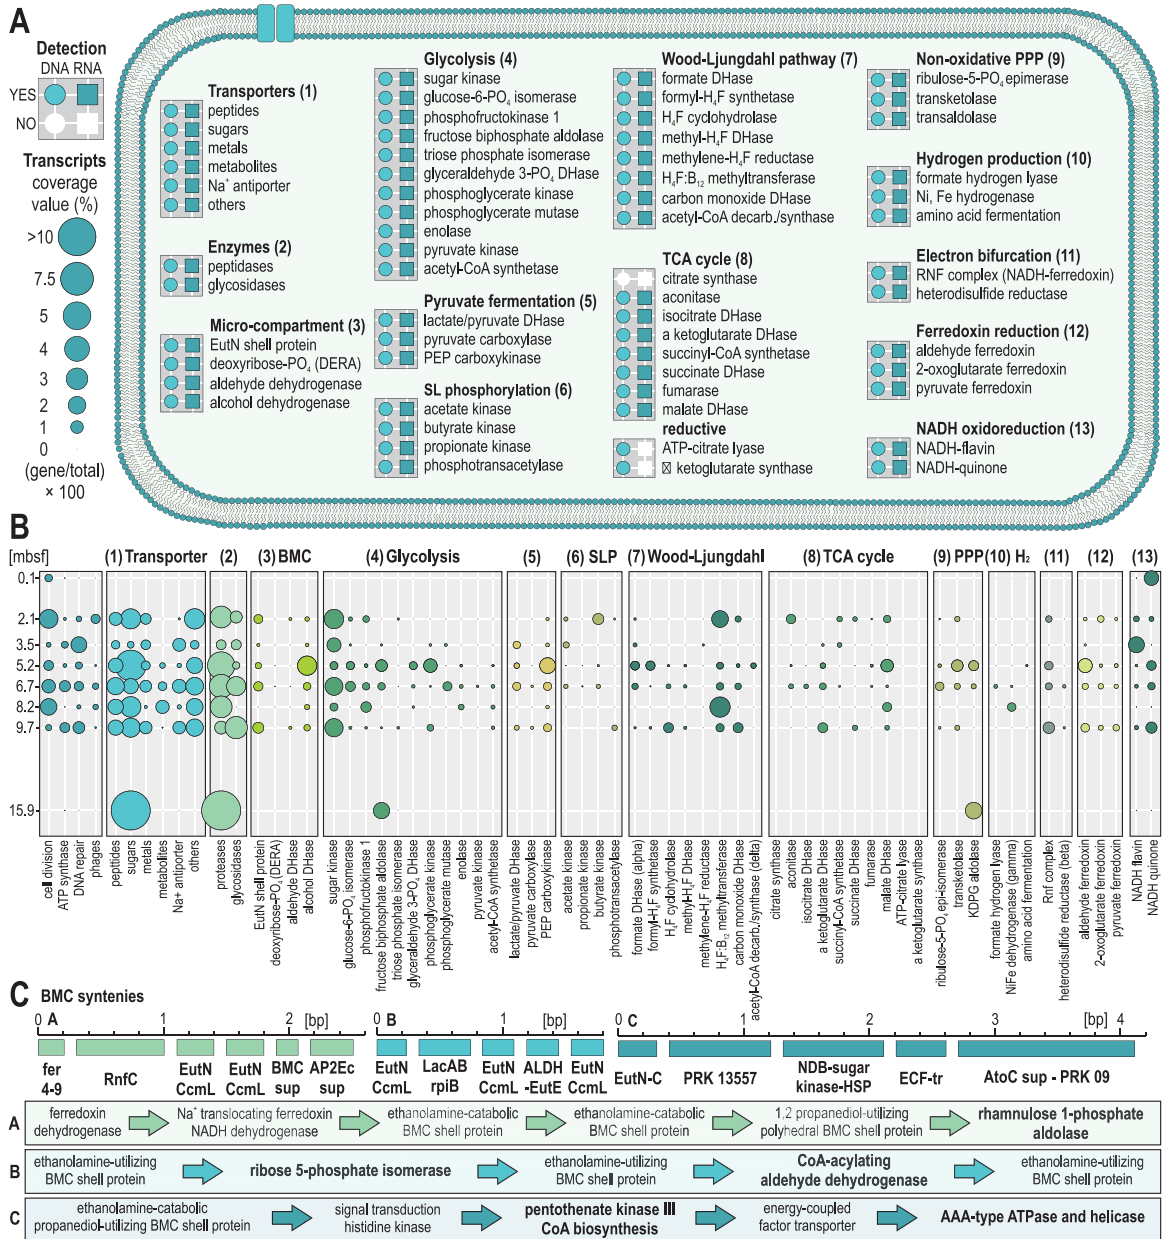 A
Detection
DNA RNA
YES
NO
Transcripts
coverage
value (%)
>10
7.5
5
4
3
2
1
0
(gene/total)
× 100
Transporters (1)
peptides
sugars
metals
metabolites
Na⁺ antiporter
others
Enzymes (2)
peptidases
glycosidases
Micro-compartment (3)
EutN shell protein
deoxyribose-PO₄ (DERA)
aldehyde dehydrogenase
alcohol dehydrogenase
Glycolysis (4)
sugar kinase
glucose-6-PO₄ isomerase
phosphofructokinase 1
fructose biphosphate aldolase
triose phosphate isomerase
glyceraldehyde 3-PO₄ DHase
phosphoglycerate kinase
phosphoglycerate mutase
enolase
pyruvate kinase
acetyl-CoA synthetase
Pyruvate fermentation (5)
lactate/pyruvate DHase
pyruvate carboxylase
PEP carboxykinase
SL phosphorylation (6)
acetate kinase
butyrate kinase
propionate kinase
phosphotransacetylase
Wood-Ljungdahl pathway (7)
formate DHase
formyl-H₄F synthetase
H₄F cyclohydrolase
methyl-H₄F DHase
methylene-H₄F reductase
H₄F:B₁₂ methyltransferase
carbon monoxide DHase
acetyl-CoA decarb./synthase
TCA cycle (8)
citrate synthase
aconitase
isocitrate DHase
a ketoglutarate DHase
succinyl-CoA synthetase
succinate DHase
fumarase
malate DHase
reductive
ATP-citrate lyase
☒ ketoglutarate synthase
Non-oxidative PPP (9)
ribulose-5-PO₄ epimerase
transketolase
transaldolase
Hydrogen production (10)
formate hydrogen lyase
Ni, Fe hydrogenase
amino acid fermentation
Electron bifurcation (11)
RNF complex (NADH-ferredoxin)
heterodisulfide reductase
Ferredoxin reduction (12)
aldehyde ferredoxin
2-oxoglutarate ferredoxin
pyruvate ferredoxin
NADH oxidoreduction (13)
NADH-flavin
NADH-quinone
B
[mbsf]
(1) Transporter (2) (3) BMC (4) Glycolysis (5) (6) SLP (7) Wood-Ljungdahl (8) TCA cycle (9) PPP (10) H₂ (11) (12) (13)
0.1
2.1
3.5
5.2
6.7
8.2
9.7
15.9
cell division
ATP synthase
DNA repair
phages
peptides
sugars
metals
metabolites
Na+ antiporter
others
proteases
glycosidases
EutN shell protein
deoxyribose-PO₄ (DERA)
aldehyde DHase
alcohol DHase
sugar kinase
glucose-6-PO₄ isomerase
phosphofructokinase 1
fructose biphosphate aldolase
triose phosphate isomerase
glyceraldehyde 3-PO₄ DHase
phosphoglycerate kinase
phosphoglycerate mutase
enolase
pyruvate kinase
acetyl-CoA synthetase
lactate/pyruvate DHase
pyruvate carboxylase
PEP carboxykinase
acetate kinase
propionate kinase
butyrate kinase
phosphotransacetylase
formate DHase (alpha)
formyl-H₄F synthetase
H₄F cyclohydrolase
methyl-H₄F DHase
methylene-H₄F reductase
H₄F:B₁₂ methyltransferase
carbon monoxide DHase
acetyl-CoA decarb./synthase (delta)
citrate synthase
aconitase
isocitrate DHase
a ketoglutarate DHase
succinyl-CoA synthetase
succinate DHase
fumarase
malate DHase
ATP-citrate lyase
a ketoglutarate synthase
ribulose-5-PO₄ epi-isomerase
transketolase
KDPG aldolase
formate hydrogen lyase
NiFe dehydrogenase (gamma)
amino acid fermentation
Rnf complex
heterodisulfide reductase (beta)
aldehyde ferredoxin
2-oxoglutarate ferredoxin
pyruvate ferredoxin
NADH flavin
NADH quinone
C
BMC syntenies
0 A 1 2 [bp]
0 B 1 [bp]
0 C 1 2 [bp] 3 4
fer
4-9
RnfC
EutN
CcmL
EutN
CcmL
BMC
sup
AP2Ec
sup
EutN
CcmL
LacAB
rpiB
EutN
CcmL
ALDH
-EutE
EutN
CcmL
EutN-C
PRK 13557
NDB-sugar
kinase-HSP
ECF-tr
AtoC sup - PRK 09
A
ferredoxin
dehydrogenase
Na⁺ translocating ferredoxin
NADH dehydrogenase
ethanolamine-catabolic
BMC shell protein
ethanolamine-catabolic
BMC shell protein
1,2 propanediol-utilizing
polyhedral BMC shell protein
rhamnulose 1-phosphate
aldolase
B
ethanolamine-utilizing
BMC shell protein
ribose 5-phosphate isomerase
ethanolamine-utilizing
BMC shell protein
CoA-acylating
aldehyde dehydrogenase
ethanolamine-utilizing
BMC shell protein
C
ethanolamine-catabolic
propanediol-utilizing BMC shell protein
signal transduction
histidine kinase
pentothenate kinase III
CoA biosynthesis
energy-coupled
factor transporter
AAA-type ATPase and helicase